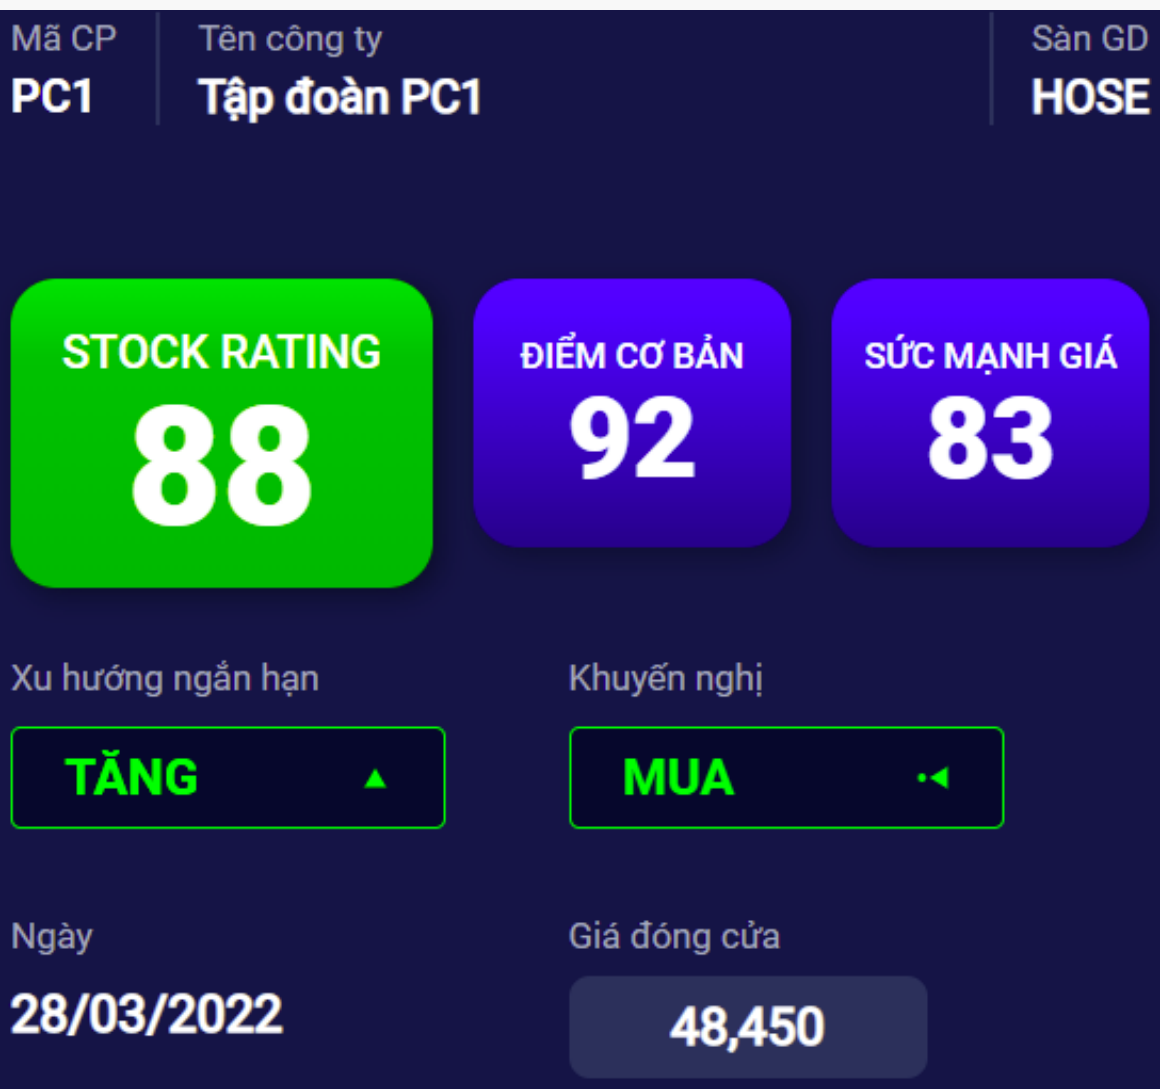 Mã CP
Tên công ty
Sàn GD
PC1
Tập đoàn PC1
HOSE
STOCK RATING
88
ĐIỂM CƠ BẢN
92
SỨC MẠNH GIÁ
83
Xu hướng ngắn hạn
Khuyến nghị
TĂNG
MUA
Ngày
Giá đóng cửa
28/03/2022
48,450